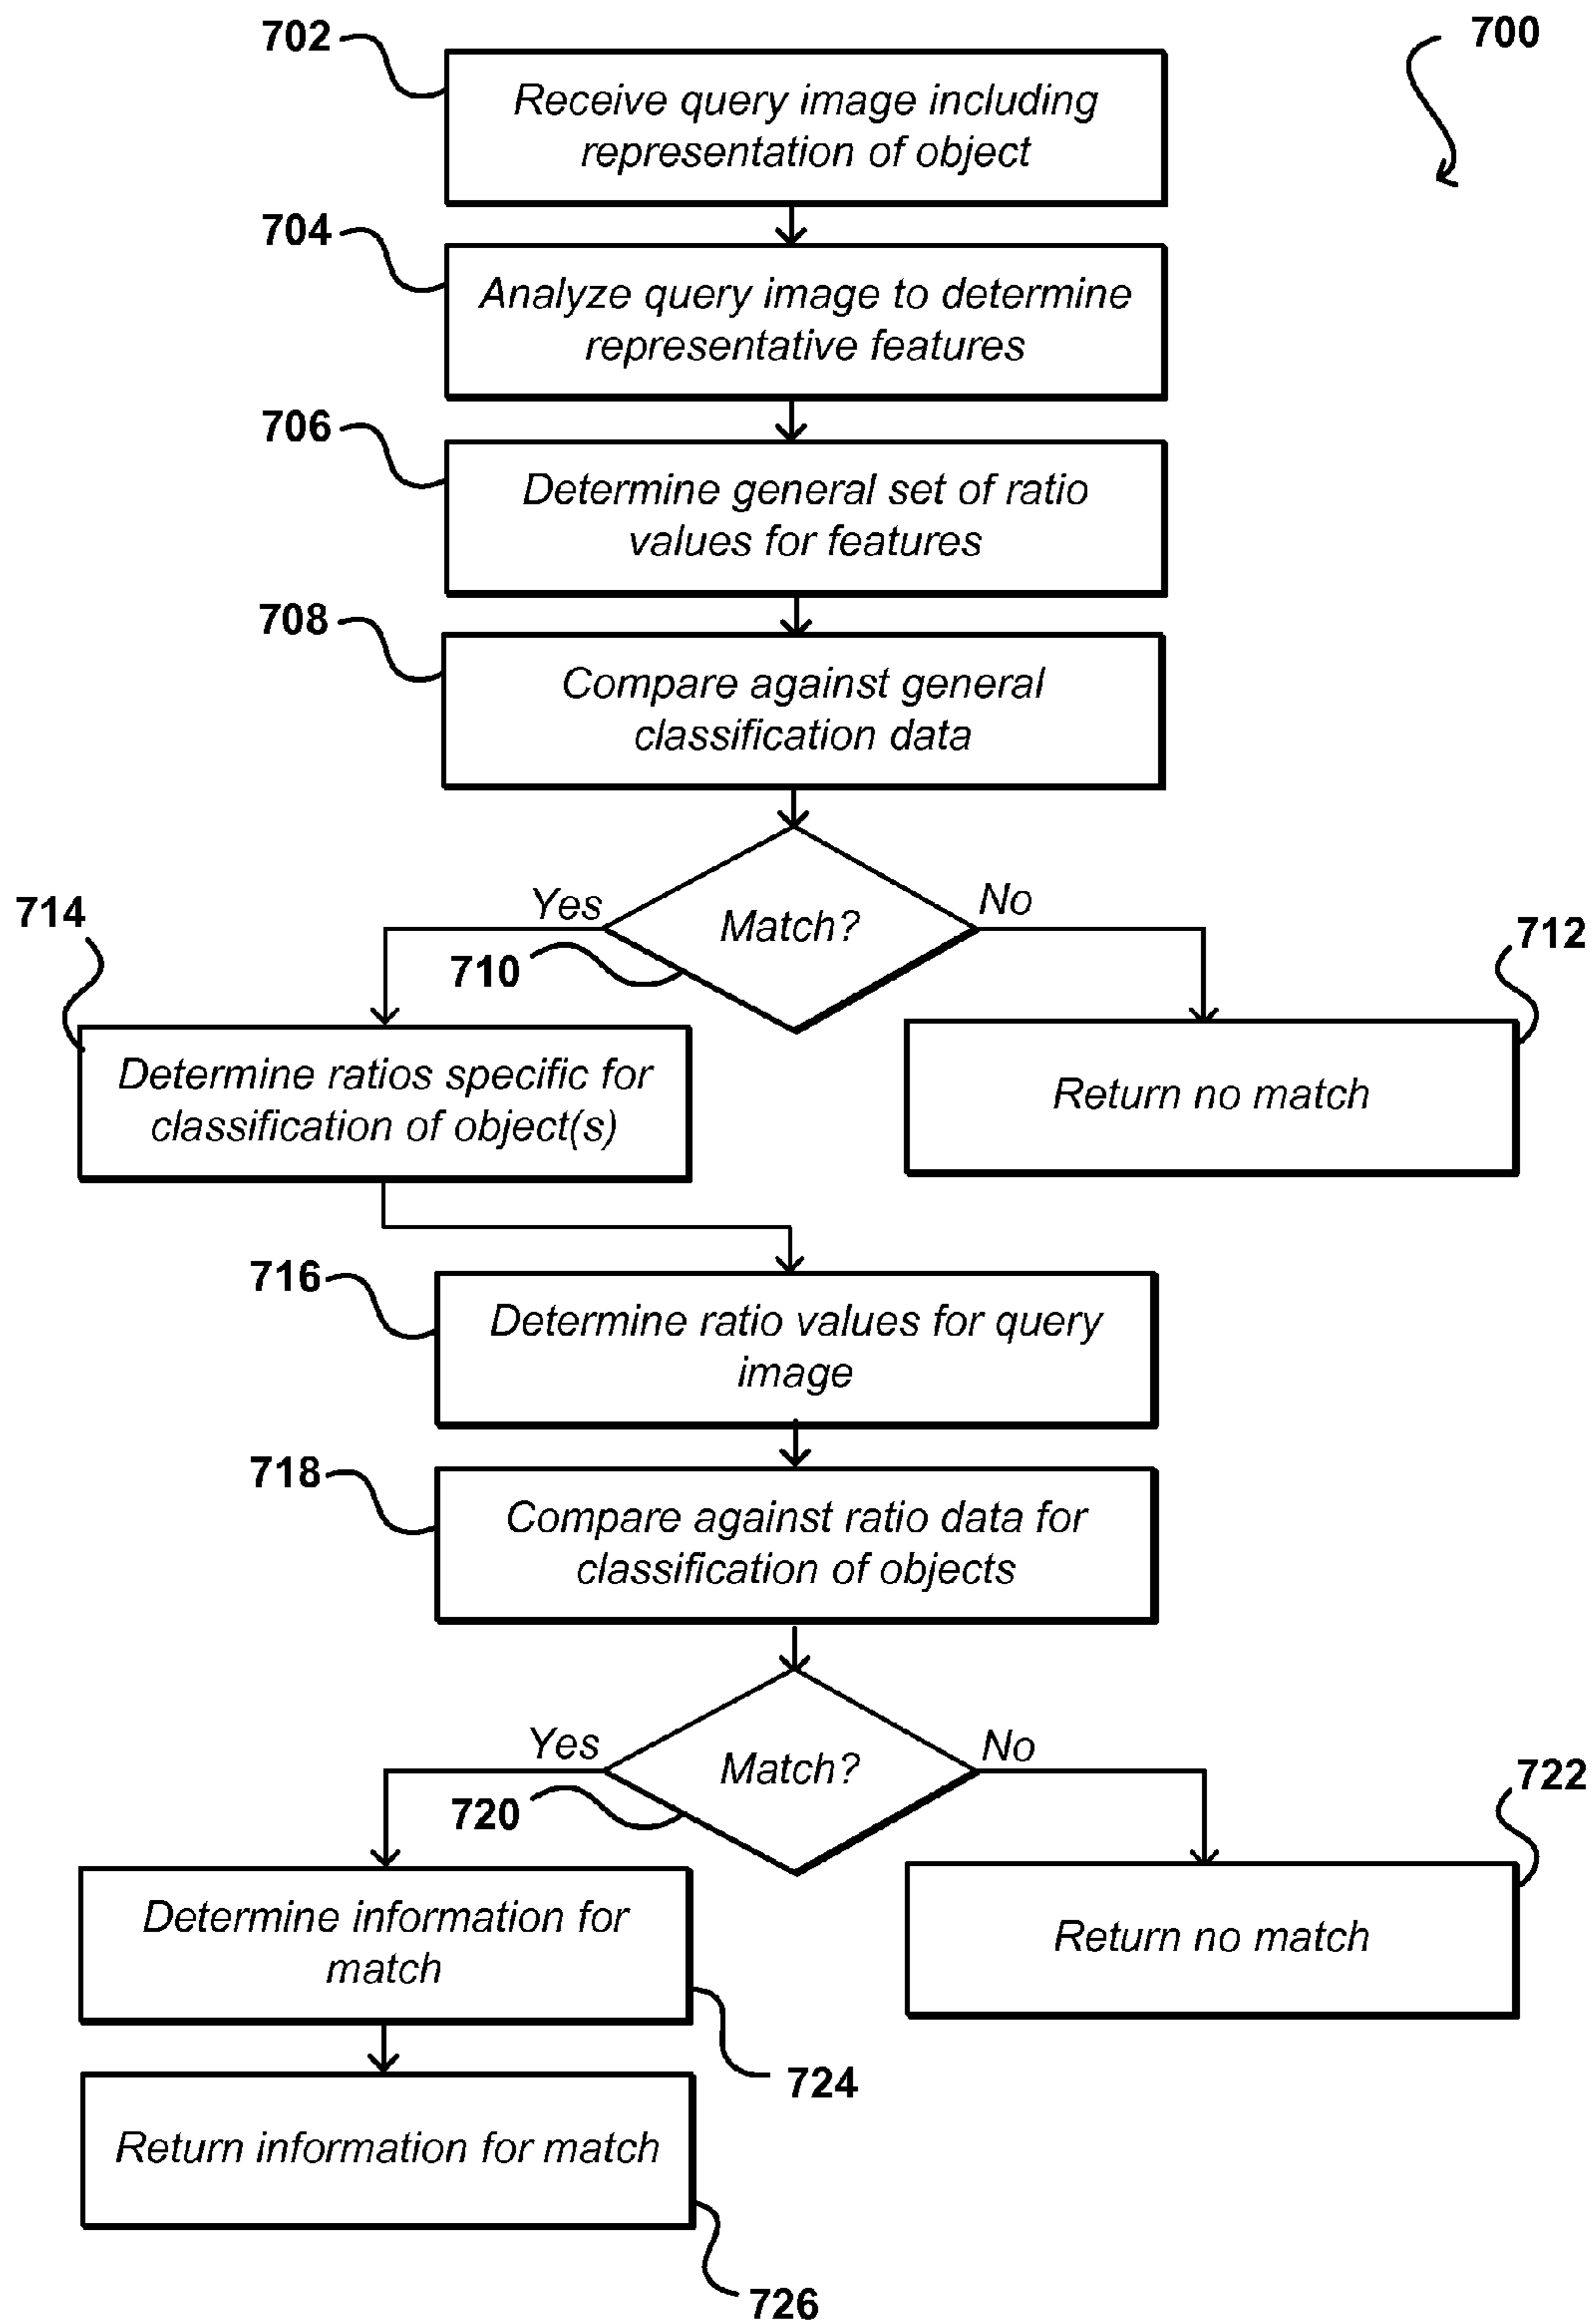 702
700
Receive query image including
representation of object
704
Analyze query image to determine
representative features
706
Determine general set of ratio
values for features
708
Compare against general
classification data
Yes
No
Match?
714
712
710
Determine ratios specific for
classification of object(s)
Return no match
716
Determine ratio values for query
image
718
Compare against ratio data for
classification of objects
Yes
No
Match?
722
720
Determine information for
match
Return no match
724
Return information for match
726